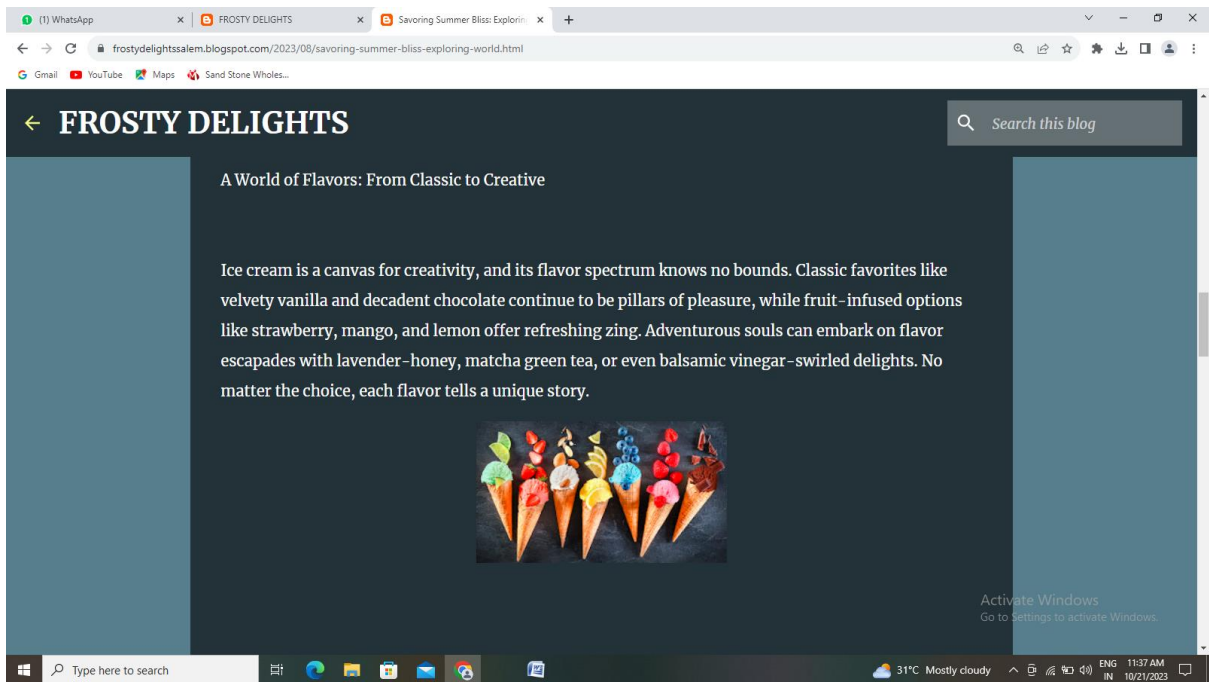 (1) WhatsApp
FROSTY DELIGHTS
Savoring Summer Bliss: Explorin
frostydelightssalem.blogspot.com/2023/08/savoring-summer-bliss-exploring-world.html
Gmail
YouTube
Maps
Sand Stone Wholes...
FROSTY DELIGHTS
Search this blog
A World of Flavors: From Classic to Creative
Ice cream is a canvas for creativity, and its flavor spectrum knows no bounds. Classic favorites like
velvety vanilla and decadent chocolate continue to be pillars of pleasure, while fruit-infused options
like strawberry, mango, and lemon offer refreshing zing. Adventurous souls can embark on flavor
escapades with lavender-honey, matcha green tea, or even balsamic vinegar-swirled delights. No
matter the choice, each flavor tells a unique story.
Activate Windows
Go to Settings to activate Windows.
Type here to search
31°C Mostly cloudy
ENG
IN
11:37 AM
10/21/2023